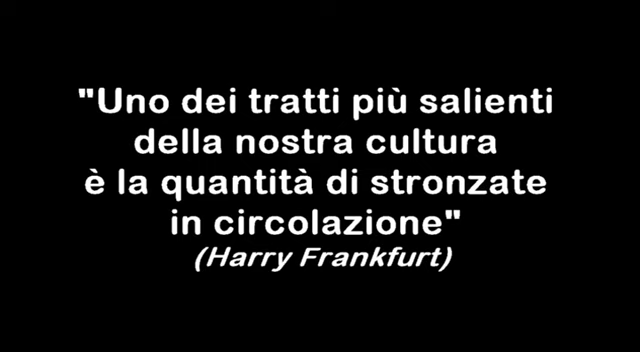 "Uno dei tratti più salienti
della nostra cultura
è la quantità di stronzate
in circolazione"
(Harry Frankfurt)